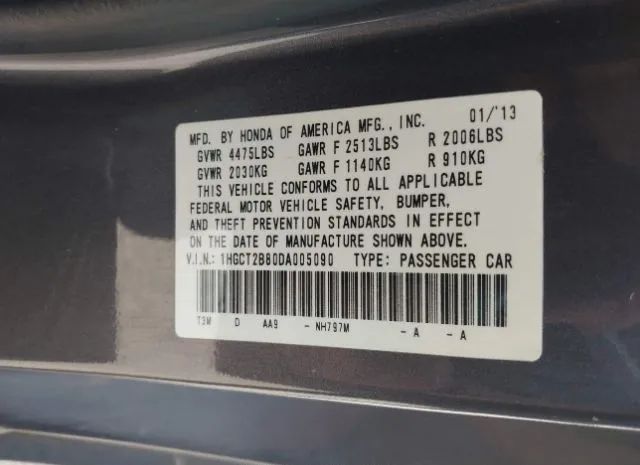 MFD. BY HONDA OF AMERICA MFG., INC. 01/'13
GVWR 4475LBS GAWR F 2513LBS R 2006LBS
GVWR 2030KG GAWR F 1140KG R 910KG
THIS VEHICLE CONFORMS TO ALL APPLICABLE
FEDERAL MOTOR VEHICLE SAFETY, BUMPER,
AND THEFT PREVENTION STANDARDS IN EFFECT
ON THE DATE OF MANUFACTURE SHOWN ABOVE.
V.I.N.: 1HGCT2B80DA005090 TYPE: PASSENGER CAR
T3M D AA9 - NH797M - A - A